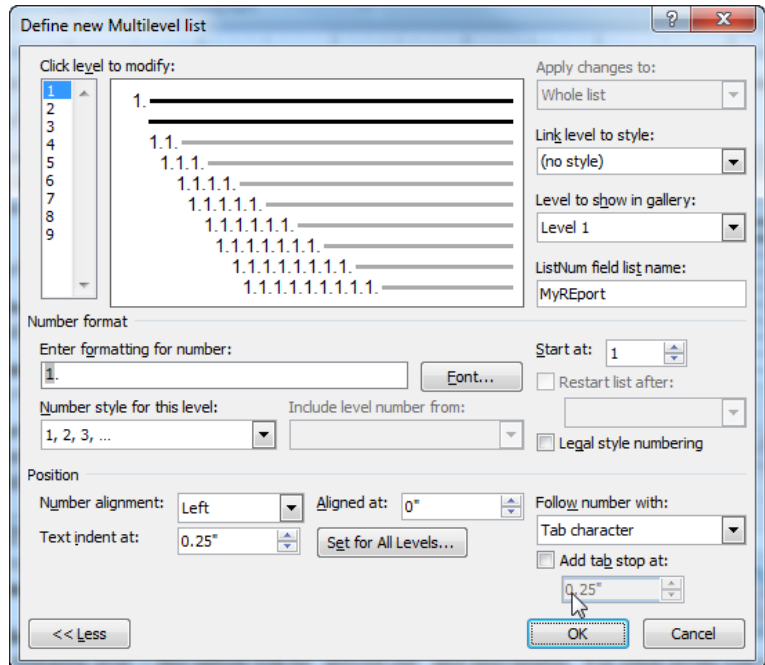 Define new Multilevel list
Click level to modify:
1
2
3
4
5
6
7
8
9
1.
1.1.
1.1.1.
1.1.1.1.
1.1.1.1.1.
1.1.1.1.1.1.
1.1.1.1.1.1.1.
1.1.1.1.1.1.1.1.
1.1.1.1.1.1.1.1.1.
Apply changes to:
Whole list
Link level to style:
(no style)
Level to show in gallery:
Level 1
ListNum field list name:
MyREport
Number format
Enter formatting for number:
1.
Font...
Number style for this level:
1, 2, 3, ...
Include level number from:
Start at:
1
Restart list after:
Legal style numbering
Position
Number alignment:
Left
Aligned at:
0"
Text indent at:
0.25"
Set for All Levels...
Follow number with:
Tab character
Add tab stop at:
0.25"
<< Less
OK
Cancel